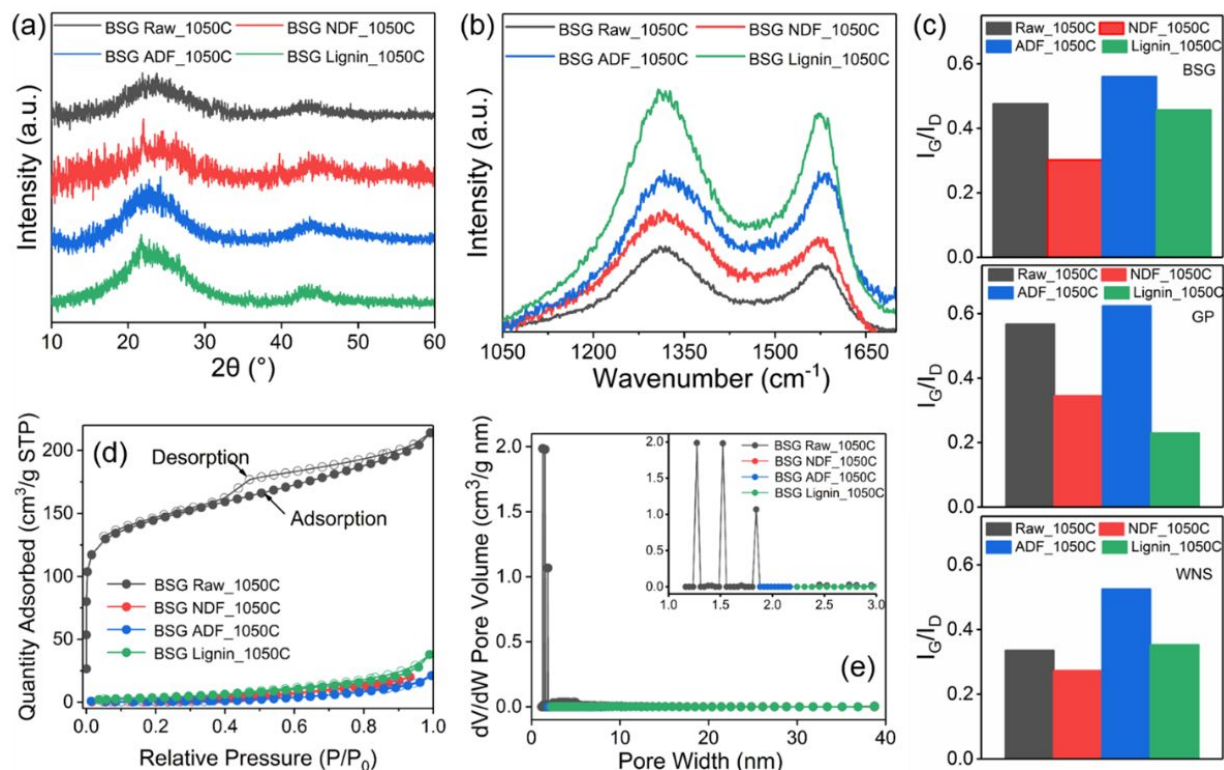 (a)
BSG Raw_1050C BSG NDF_1050C
BSG ADF_1050C BSG Lignin_1050C
Intensity (a.u.)
10 20 30 40 50 60
2θ (°)
(b)
BSG Raw_1050C BSG NDF_1050C
BSG ADF_1050C BSG Lignin_1050C
Intensity (a.u.)
1050 1200 1350 1500 1650
Wavenumber (cm-1)
(c)
Raw_1050C NDF_1050C
ADF_1050C Lignin_1050C
BSG
0.6
0.4
0.2
0.0
IG/ID
Raw_1050C NDF_1050C
ADF_1050C Lignin_1050C
GP
0.6
0.4
0.2
0.0
IG/ID
Raw_1050C NDF_1050C
ADF_1050C Lignin_1050C
WNS
0.6
0.4
0.2
0.0
IG/ID
(d)
Desorption
Adsorption
BSG Raw_1050C
BSG NDF_1050C
BSG ADF_1050C
BSG Lignin_1050C
200
150
100
50
0
Quantity Adsorbed (cm3/g STP)
0.0 0.2 0.4 0.6 0.8 1.0
Relative Pressure (P/P0)
2.0
1.5
1.0
0.5
0.0
dV/dW Pore Volume (cm3/g nm)
2.0
1.5
1.0
0.5
0.0
BSG Raw_1050C
BSG NDF_1050C
BSG ADF_1050C
BSG Lignin_1050C
1.0 1.5 2.0 2.5 3.0
(e)
0 10 20 30 40
Pore Width (nm)